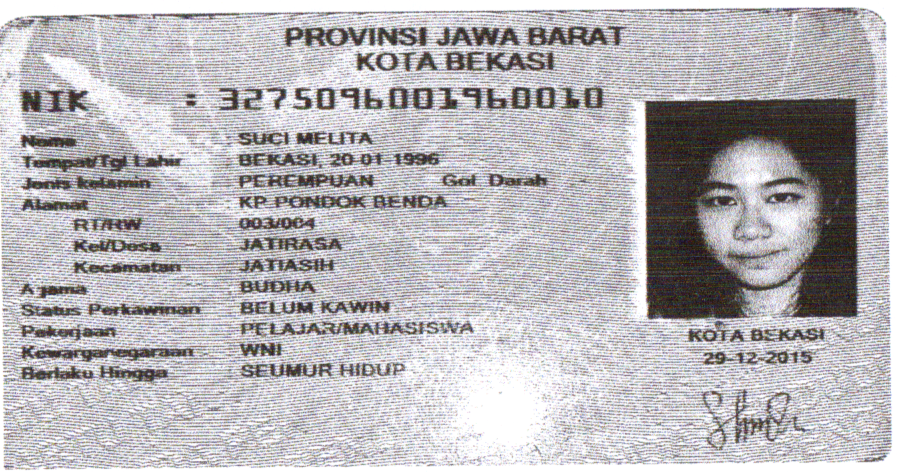 PROVINSI JAWA BARAT
KOTA BEKASI
NIK : 3275096001960010
Nama : SUCI MELITA
Tempat/Tgl Lahir : BEKASI, 20-01-1996
Jenis kelamin : PEREMPUAN Gol. Darah
Alamat : KP PONDOK BENDA
RT/RW : 003/004
Kel/Desa : JATIRASA
Kecamatan : JATIASIH
Agama : BUDHA
Status Perkawinan : BELUM KAWIN
Pekerjaan : PELAJAR/MAHASISWA
Kewarganegaraan : WNI
Berlaku Hingga : SEUMUR HIDUP
KOTA BEKASI
29-12-2015